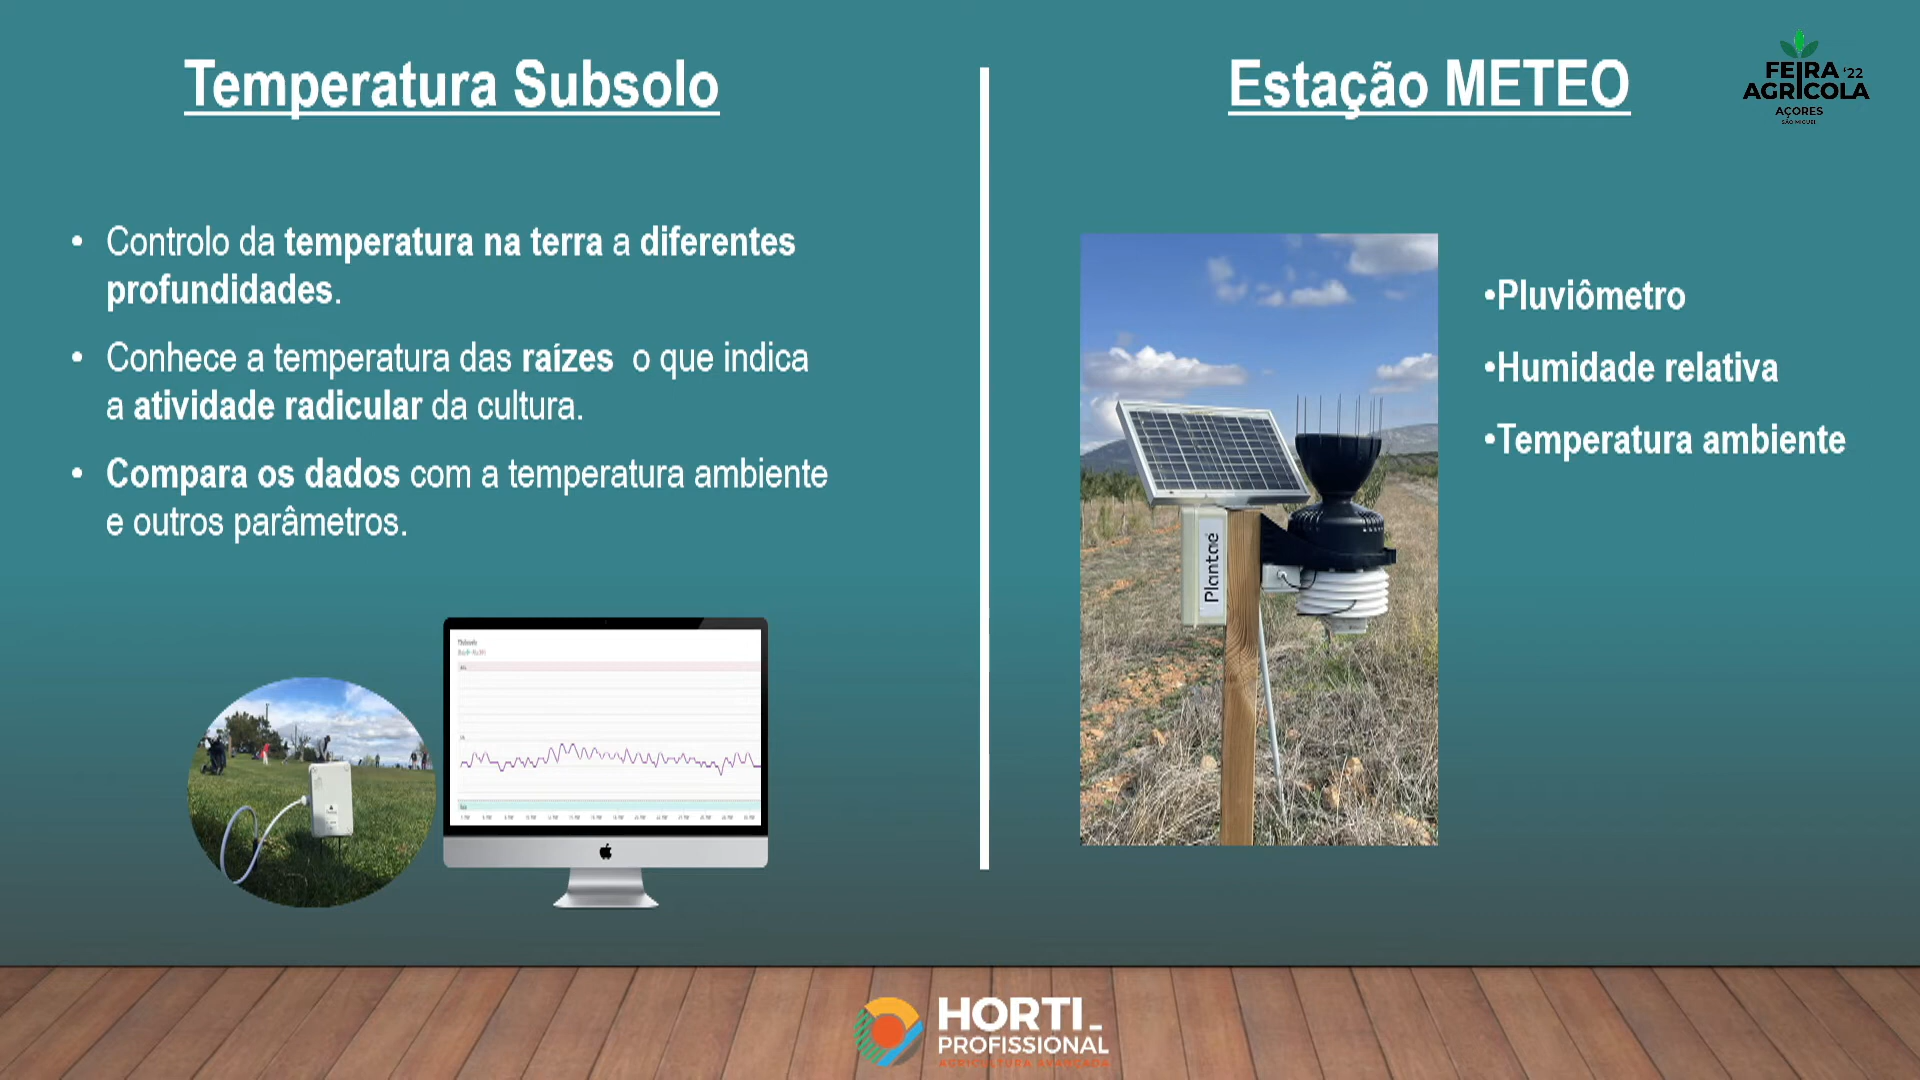 Temperatura Subsolo
• Controlo da temperatura na terra a diferentes
profundidades.
• Conhece a temperatura das raízes o que indica
a atividade radicular da cultura.
• Compara os dados com a temperatura ambiente
e outros parâmetros.
Estação METEO
•Pluviômetro
•Humidade relativa
•Temperatura ambiente
Plantae
FEIRA '22
AGRÍCOLA
AÇORES
SÃO MIGUEL
HORTI_
PROFISSIONAL
AGRICULTURA AVANÇADA